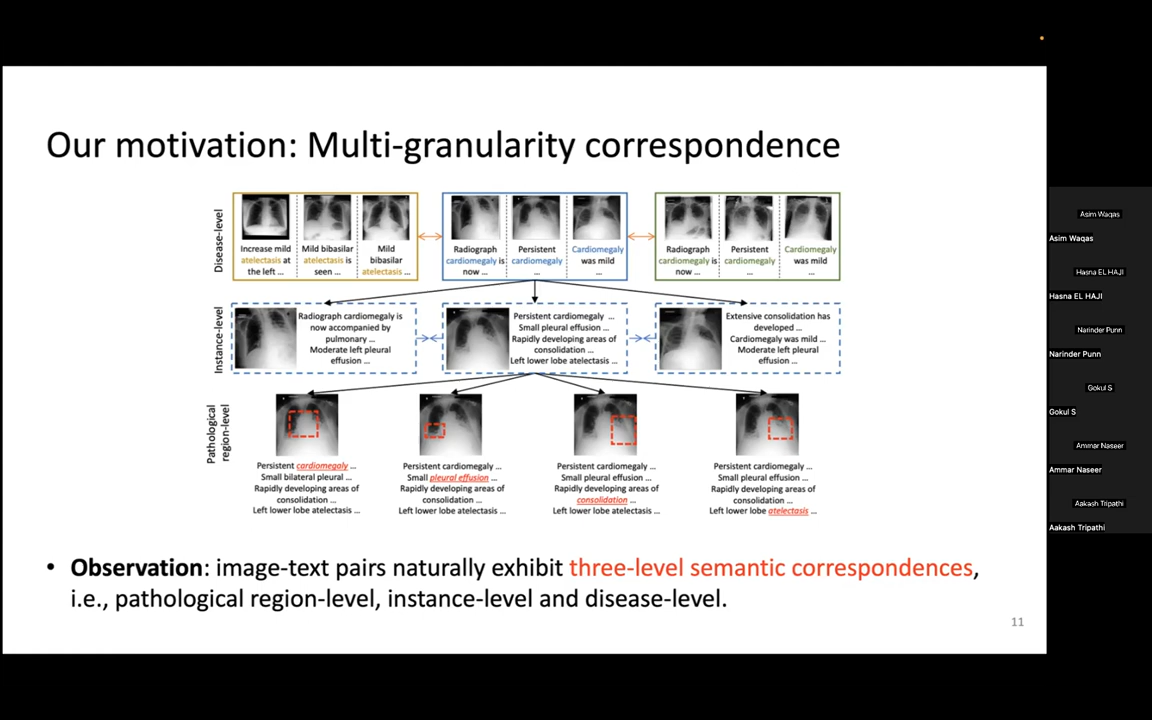 Our motivation: Multi-granularity correspondence
Disease-level
Increase mild
atelectasis at
the left ...
Mild bibasilar
atelectasis is
seen ...
Mild
bibasilar
atelectasis ...
Radiograph
cardiomegaly is
now ...
Persistent
cardiomegaly
...
Cardiomegaly
was mild
...
Radiograph
cardiomegaly is
now ...
Persistent
cardiomegaly
...
Cardiomegaly
was mild
...
Instance-level
Radiograph cardiomegaly is
now accompanied by
pulmonary ...
Moderate left pleural
effusion ...
Persistent cardiomegaly ...
Small pleural effusion ...
Rapidly developing areas of
consolidation ...
Left lower lobe atelectasis ...
Extensive consolidation has
developed ...
Cardiomegaly was mild ...
Moderate left pleural
effusion ...
Pathological
region-level
Persistent cardiomegaly ...
Small bilateral pleural ...
Rapidly developing areas of
consolidation ...
Left lower lobe atelectasis ...
Persistent cardiomegaly ...
Small pleural effusion ...
Rapidly developing areas of
consolidation ...
Left lower lobe atelectasis ...
Persistent cardiomegaly ...
Small pleural effusion ...
Rapidly developing areas of
consolidation ...
Left lower lobe atelectasis ...
Persistent cardiomegaly ...
Small pleural effusion ...
Rapidly developing areas of
consolidation ...
Left lower lobe atelectasis ...
• Observation: image-text pairs naturally exhibit three-level semantic correspondences,
i.e., pathological region-level, instance-level and disease-level.
11
Asim Waqas
Asim Waqas
Hasna EL HAJI
Hasna EL HAJI
Narinder Punn
Narinder Punn
Gokul S
Gokul S
Ammar Naseer
Ammar Naseer
Aakash Tripathi
Aakash Tripathi